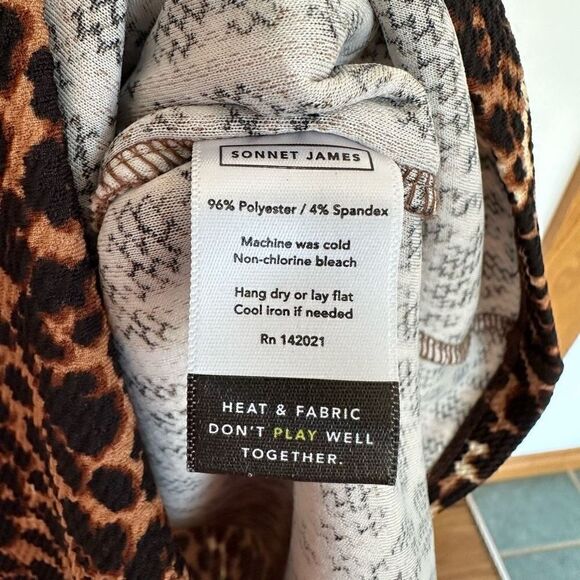 SONNET JAMES
96% Polyester / 4% Spandex
Machine was cold
Non-chlorine bleach
Hang dry or lay flat
Cool iron if needed
Rn 142021
HEAT & FABRIC
DON'T PLAY WELL
TOGETHER.